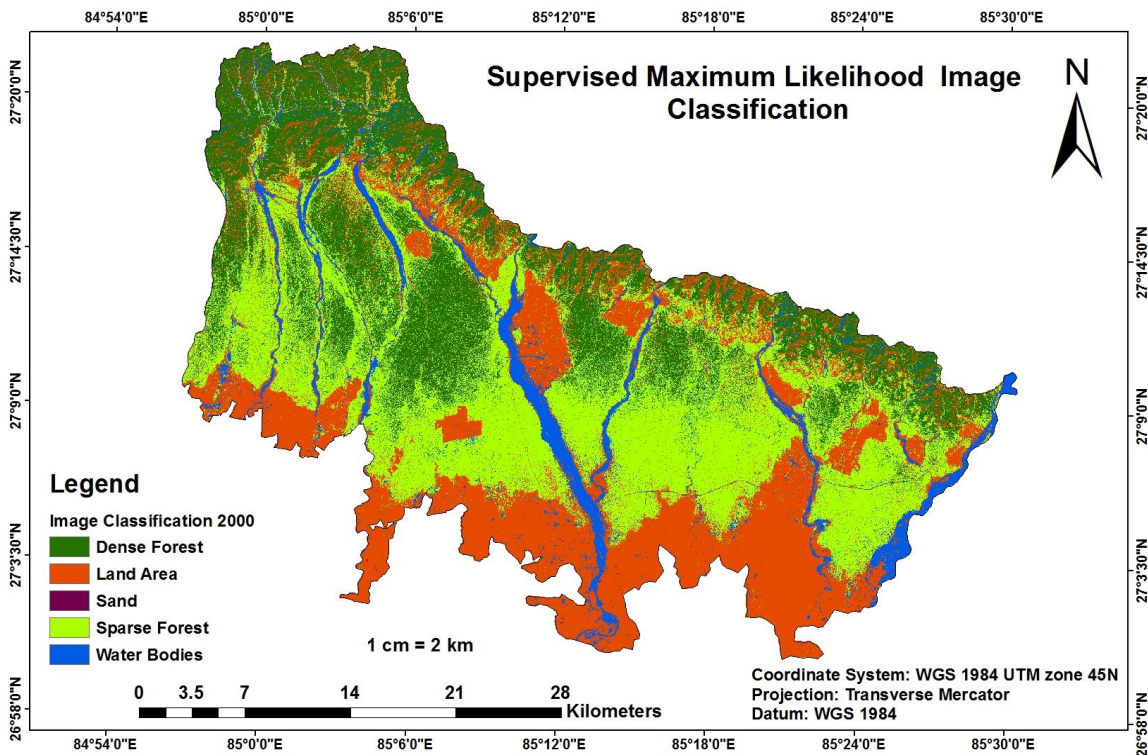 84°54'0"E 85°0'0"E 85°6'0"E 85°12'0"E 85°18'0"E 85°24'0"E 85°30'0"E
Supervised Maximum Likelihood Image
Classification
N
27°20'0"N 27°20'0"N
27°14'30"N 27°14'30"N
27°9'0"N 27°9'0"N
27°3'30"N 27°3'30"N
26°58'0"N 26°58'0"N
Legend
Image Classification 2000
Dense Forest
Land Area
Sand
Sparse Forest
Water Bodies
1 cm = 2 km
0 3.5 7 14 21 28
Kilometers
Coordinate System: WGS 1984 UTM zone 45N
Projection: Transverse Mercator
Datum: WGS 1984
84°54'0"E 85°0'0"E 85°6'0"E 85°12'0"E 85°18'0"E 85°24'0"E 85°30'0"E